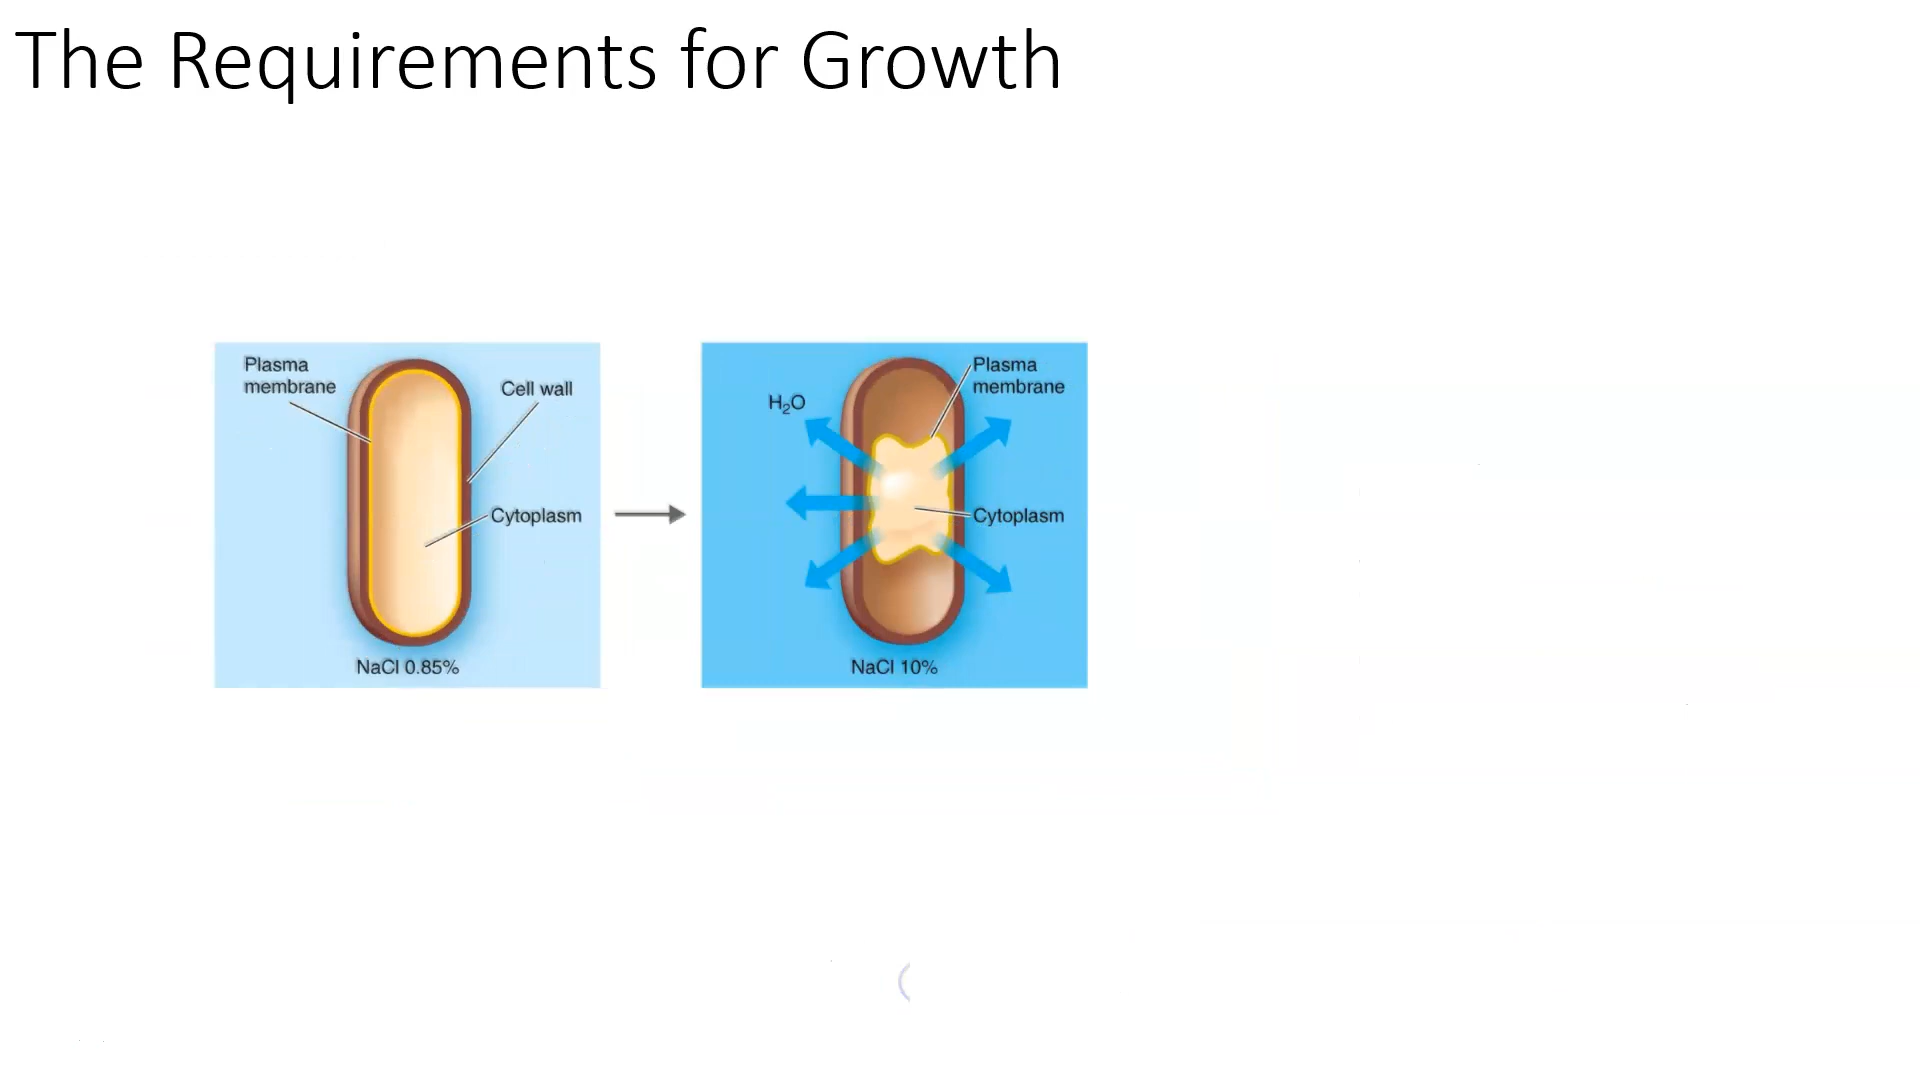 The Requirements for Growth
Plasma
membrane
Cell wall
Cytoplasm
NaCl 0.85%
H₂O
Plasma
membrane
Cytoplasm
NaCl 10%